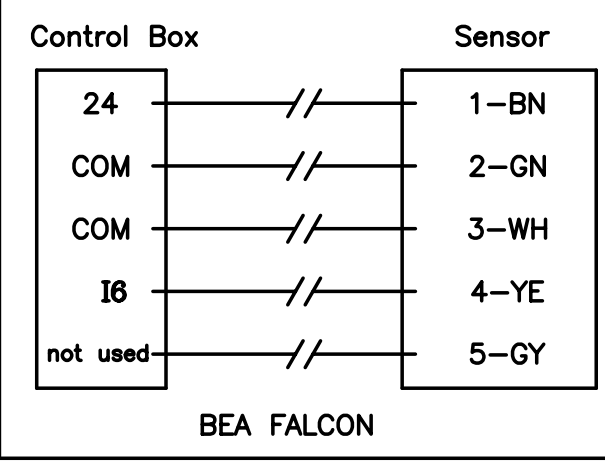 Control Box Sensor
24 1-BN
COM 2-GN
COM 3-WH
I6 4-YE
not used 5-GY
BEA FALCON